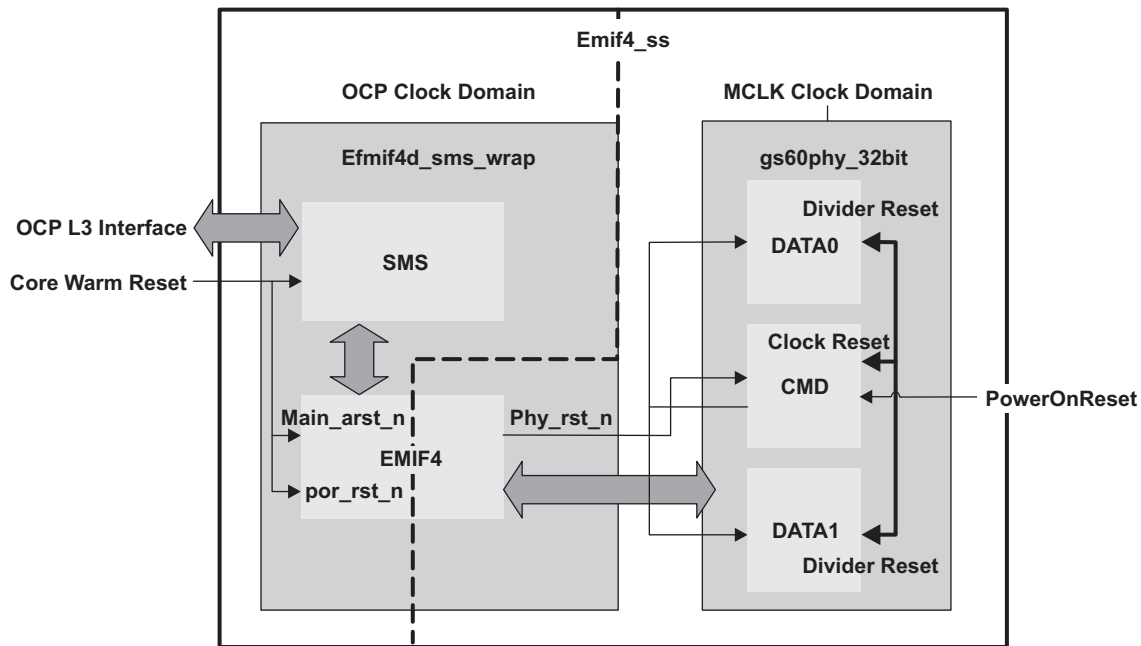 Emif4_ss
OCP Clock Domain
MCLK Clock Domain
Efmif4d_sms_wrap
gs60phy_32bit
OCP L3 Interface
Core Warm Reset
SMS
Divider Reset
DATA0
Clock Reset
CMD
PowerOnReset
Main_arst_n
Phy_rst_n
EMIF4
por_rst_n
DATA1
Divider Reset